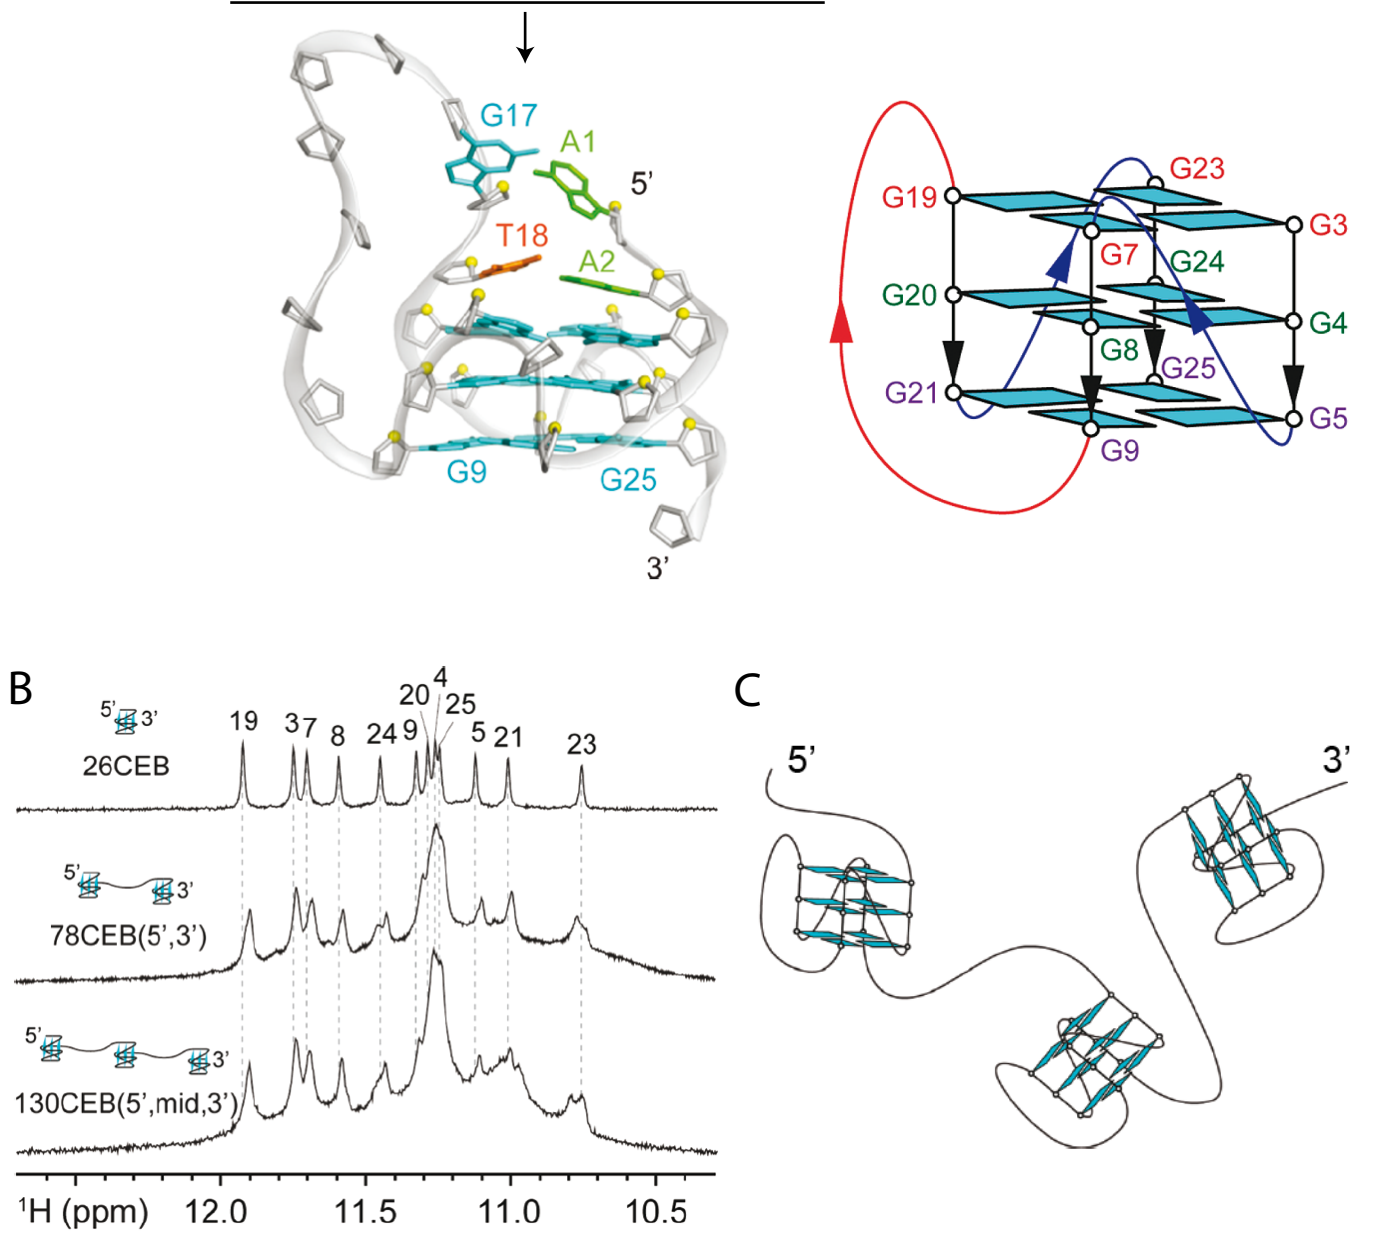 G17
A1
5'
T18
A2
G9
G25
3'
G23
G19
G3
G7
G24
G20
G4
G8
G25
G21
G5
G9
B
5' 3'
26CEB
19 3 7 8 24 9 20 4 25 5 21 23
5' 3'
78CEB(5',3')
5' 3'
130CEB(5',mid,3')
¹H (ppm) 12.0 11.5 11.0 10.5
C
5' 3'